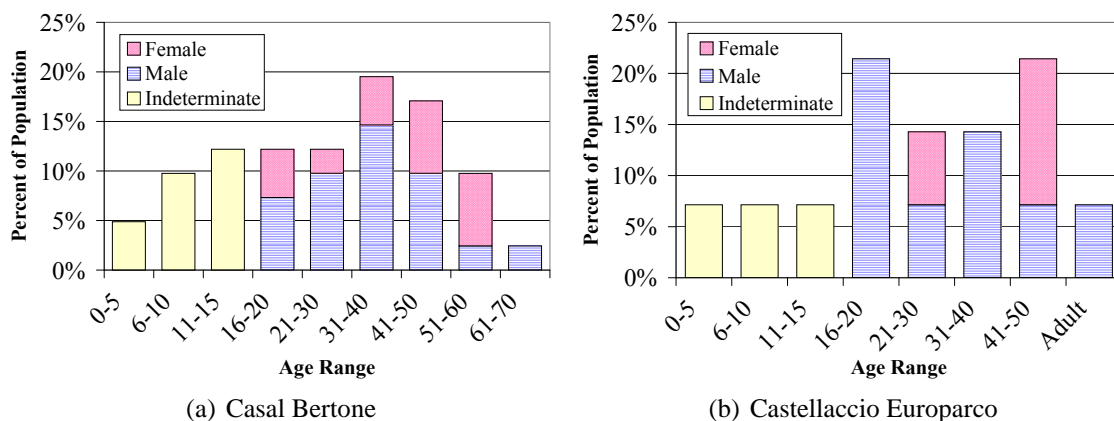 25%
20%
15%
10%
5%
0%
Percent of Population
Female
Male
Indeterminate
0-5
6-10
11-15
16-20
21-30
31-40
41-50
51-60
61-70
Age Range
(a) Casal Bertone
25%
20%
15%
10%
5%
0%
Percent of Population
Female
Male
Indeterminate
0-5
6-10
11-15
16-20
21-30
31-40
41-50
Adult
Age Range
(b) Castellaccio Europarco